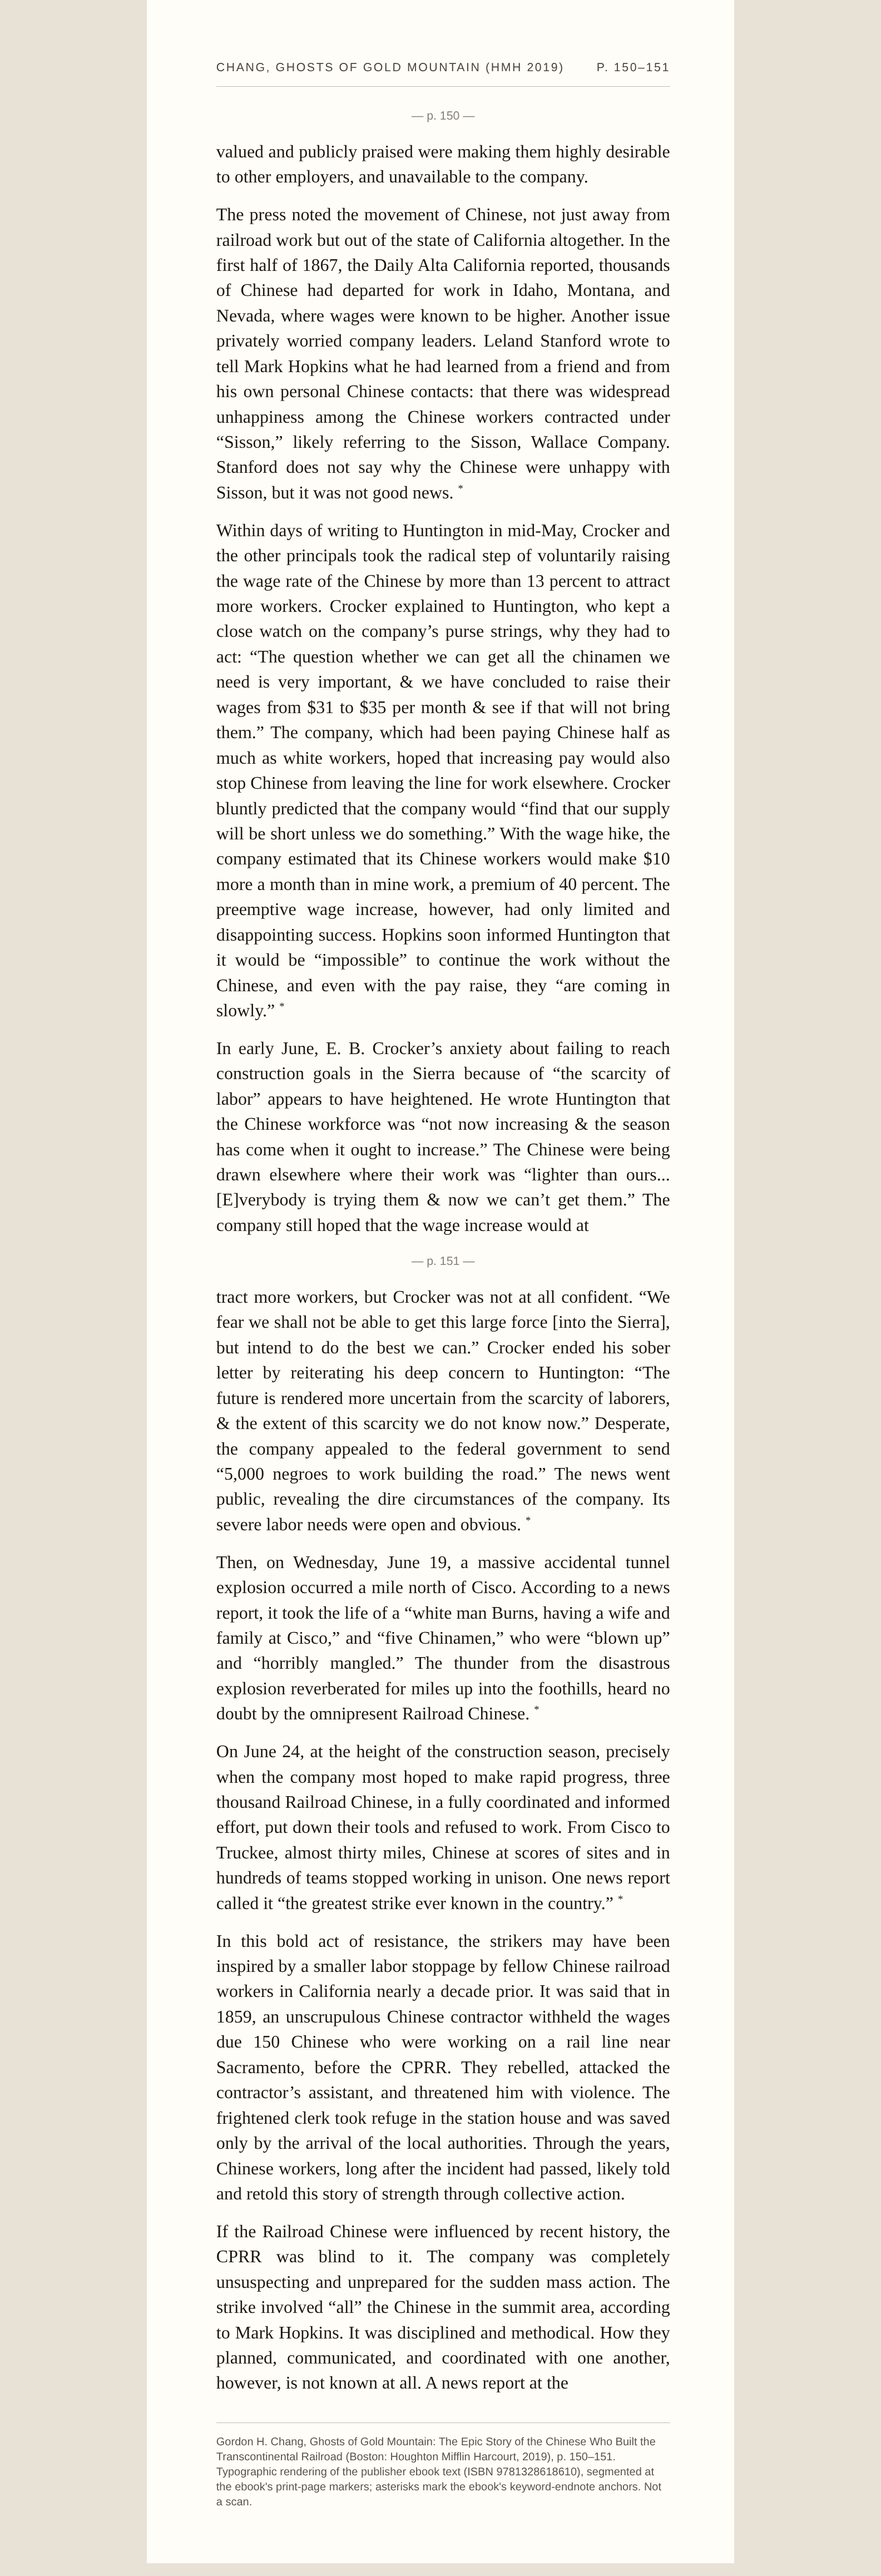 CHANG, GHOSTS OF GOLD MOUNTAIN (HMH 2019) P. 150–151
— p. 150 —
valued and publicly praised were making them highly desirable
to other employers, and unavailable to the company.
The press noted the movement of Chinese, not just away from
railroad work but out of the state of California altogether. In the
first half of 1867, the Daily Alta California reported, thousands
of Chinese had departed for work in Idaho, Montana, and
Nevada, where wages were known to be higher. Another issue
privately worried company leaders. Leland Stanford wrote to
tell Mark Hopkins what he had learned from a friend and from
his own personal Chinese contacts: that there was widespread
unhappiness among the Chinese workers contracted under
“Sisson,” likely referring to the Sisson, Wallace Company.
Stanford does not say why the Chinese were unhappy with
Sisson, but it was not good news. *
Within days of writing to Huntington in mid-May, Crocker and
the other principals took the radical step of voluntarily raising
the wage rate of the Chinese by more than 13 percent to attract
more workers. Crocker explained to Huntington, who kept a
close watch on the company’s purse strings, why they had to
act: “The question whether we can get all the chinamen we
need is very important, & we have concluded to raise their
wages from $31 to $35 per month & see if that will not bring
them.” The company, which had been paying Chinese half as
much as white workers, hoped that increasing pay would also
stop Chinese from leaving the line for work elsewhere. Crocker
bluntly predicted that the company would “find that our supply
will be short unless we do something.” With the wage hike, the
company estimated that its Chinese workers would make $10
more a month than in mine work, a premium of 40 percent. The
preemptive wage increase, however, had only limited and
disappointing success. Hopkins soon informed Huntington that
it would be “impossible” to continue the work without the
Chinese, and even with the pay raise, they “are coming in
slowly.” *
In early June, E. B. Crocker’s anxiety about failing to reach
construction goals in the Sierra because of “the scarcity of
labor” appears to have heightened. He wrote Huntington that
the Chinese workforce was “not now increasing & the season
has come when it ought to increase.” The Chinese were being
drawn elsewhere where their work was “lighter than ours...
[E]verybody is trying them & now we can’t get them.” The
company still hoped that the wage increase would at
— p. 151 —
tract more workers, but Crocker was not at all confident. “We
fear we shall not be able to get this large force [into the Sierra],
but intend to do the best we can.” Crocker ended his sober
letter by reiterating his deep concern to Huntington: “The
future is rendered more uncertain from the scarcity of laborers,
& the extent of this scarcity we do not know now.” Desperate,
the company appealed to the federal government to send
“5,000 negroes to work building the road.” The news went
public, revealing the dire circumstances of the company. Its
severe labor needs were open and obvious. *
Then, on Wednesday, June 19, a massive accidental tunnel
explosion occurred a mile north of Cisco. According to a news
report, it took the life of a “white man Burns, having a wife and
family at Cisco,” and “five Chinamen,” who were “blown up”
and “horribly mangled.” The thunder from the disastrous
explosion reverberated for miles up into the foothills, heard no
doubt by the omnipresent Railroad Chinese. *
On June 24, at the height of the construction season, precisely
when the company most hoped to make rapid progress, three
thousand Railroad Chinese, in a fully coordinated and informed
effort, put down their tools and refused to work. From Cisco to
Truckee, almost thirty miles, Chinese at scores of sites and in
hundreds of teams stopped working in unison. One news report
called it “the greatest strike ever known in the country.” *
In this bold act of resistance, the strikers may have been
inspired by a smaller labor stoppage by fellow Chinese railroad
workers in California nearly a decade prior. It was said that in
1859, an unscrupulous Chinese contractor withheld the wages
due 150 Chinese who were working on a rail line near
Sacramento, before the CPRR. They rebelled, attacked the
contractor’s assistant, and threatened him with violence. The
frightened clerk took refuge in the station house and was saved
only by the arrival of the local authorities. Through the years,
Chinese workers, long after the incident had passed, likely told
and retold this story of strength through collective action.
If the Railroad Chinese were influenced by recent history, the
CPRR was blind to it. The company was completely
unsuspecting and unprepared for the sudden mass action. The
strike involved “all” the Chinese in the summit area, according
to Mark Hopkins. It was disciplined and methodical. How they
planned, communicated, and coordinated with one another,
however, is not known at all. A news report at the
Gordon H. Chang, Ghosts of Gold Mountain: The Epic Story of the Chinese Who Built the
Transcontinental Railroad (Boston: Houghton Mifflin Harcourt, 2019), p. 150–151.
Typographic rendering of the publisher ebook text (ISBN 9781328618610), segmented at
the ebook's print-page markers; asterisks mark the ebook's keyword-endnote anchors. Not
a scan.